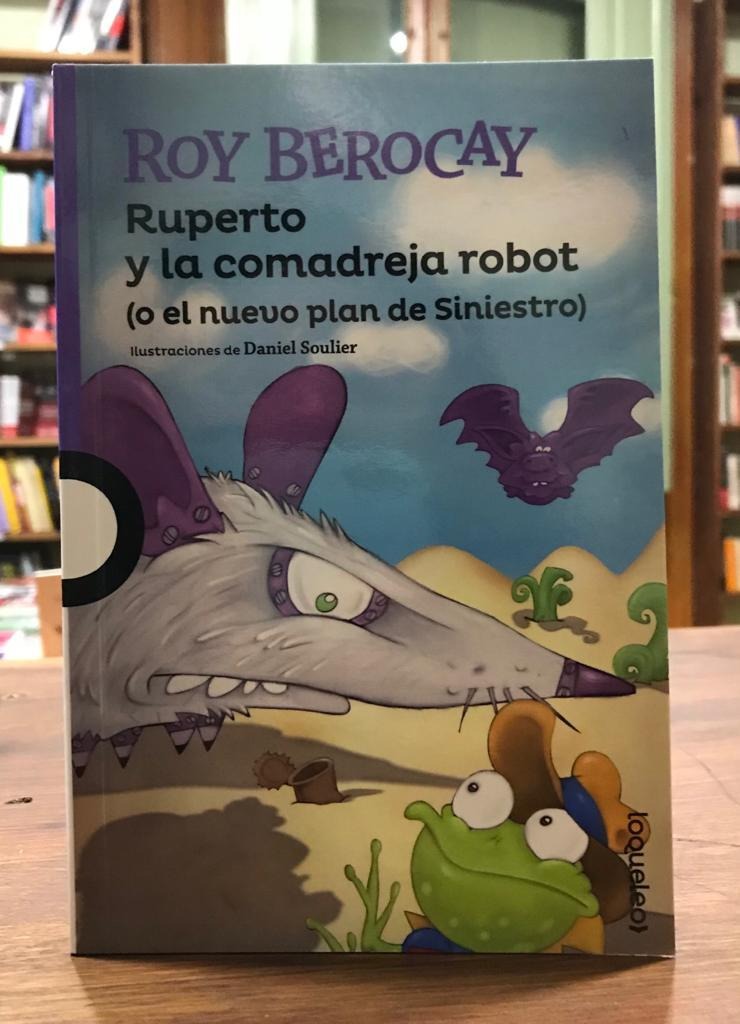 ROY BEROCAY
Ruperto
y la comadreja robot
(o el nuevo plan de Siniestro)
Ilustraciones de Daniel Soulier
loqueleo